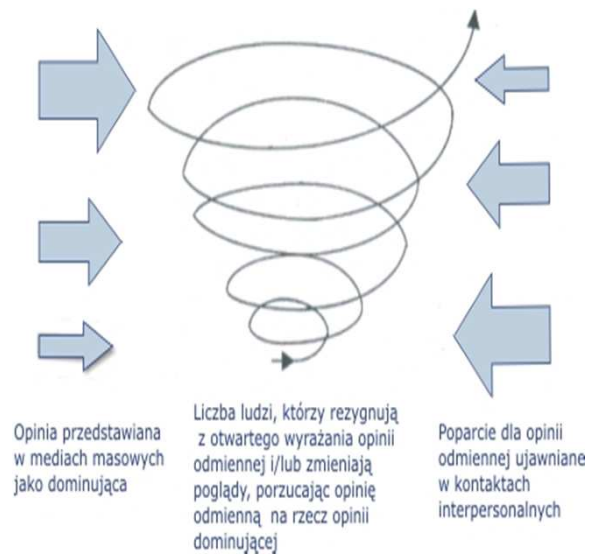 Opinia przedstawiana
w mediach masowych
jako dominująca
Liczba ludzi, którzy rezygnują
z otwartego wyrażania opinii
odmiennej i/lub zmieniają
poglądy, porzucając opinię
odmienną na rzecz opinii
dominującej
Poparcie dla opinii
odmiennej ujawniane
w kontaktach
interpersonalnych